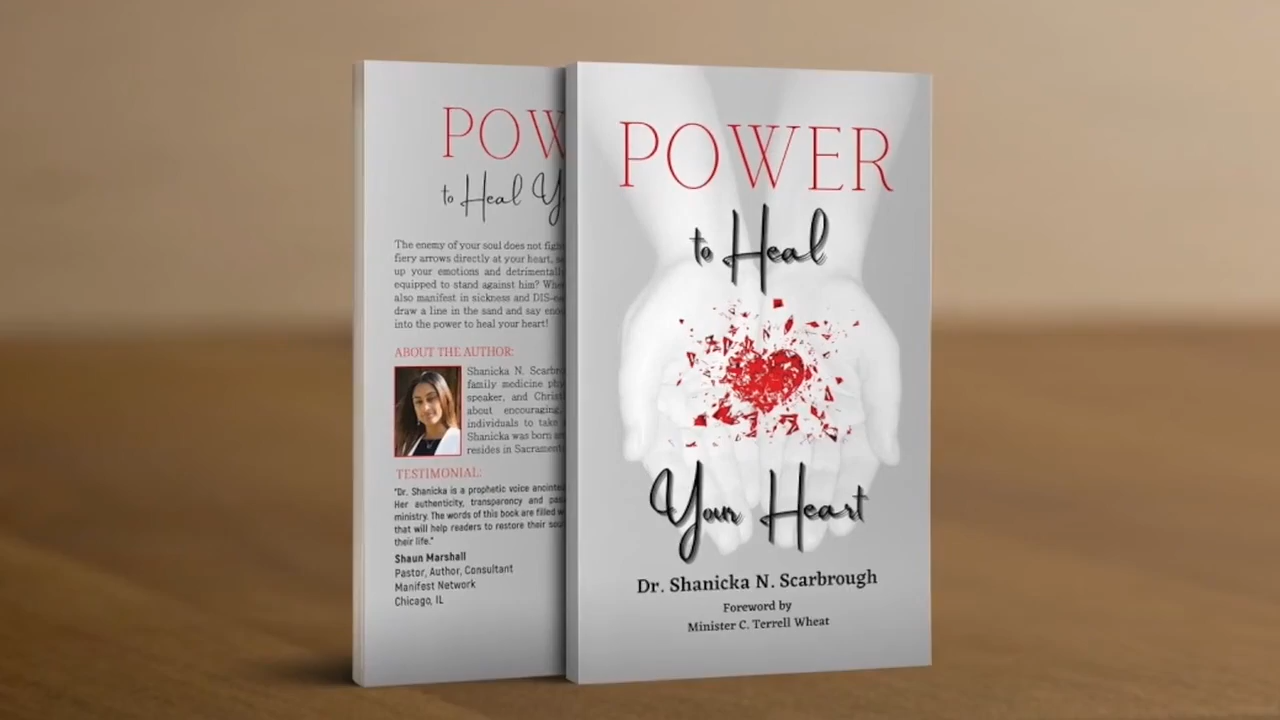 POW
to Heal Y
The enemy of your soul does not figh
fiery arrows directly at your heart,
up your emotions and detrimentall
equipped to stand against him? Whe
also manifest in sickness and DIS-e
draw a line in the sand and say eno
into the power to heal your heart!
ABOUT THE AUTHOR:
Shanicka N. Scarbro
family medicine phy
speaker, and Christ
about encouraging,
individuals to take
Shanicka was born a
resides in Sacrament
TESTIMONIAL:
"Dr. Shanicka is a prophetic voice anointe
Her authenticity, transparency and pas
ministry. The words of this book are filled w
that will help readers to restore their sou
their life."
Shaun Marshall
Pastor, Author, Consultant
Manifest Network
Chicago, IL
POWER
to Heal
Your Heart
Dr. Shanicka N. Scarbrough
Foreword by
Minister C. Terrell Wheat